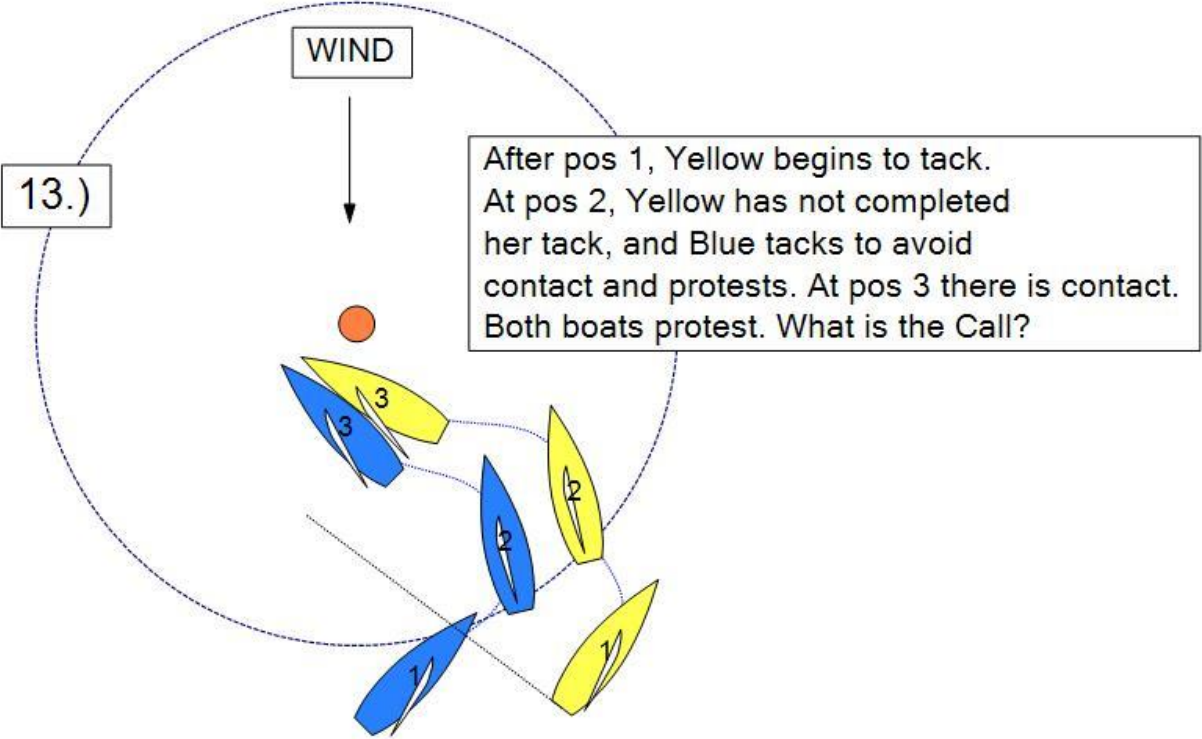 WIND
13.)
After pos 1, Yellow begins to tack.
At pos 2, Yellow has not completed
her tack, and Blue tacks to avoid
contact and protests. At pos 3 there is contact.
Both boats protest. What is the Call?
3
3
2
2
1
1